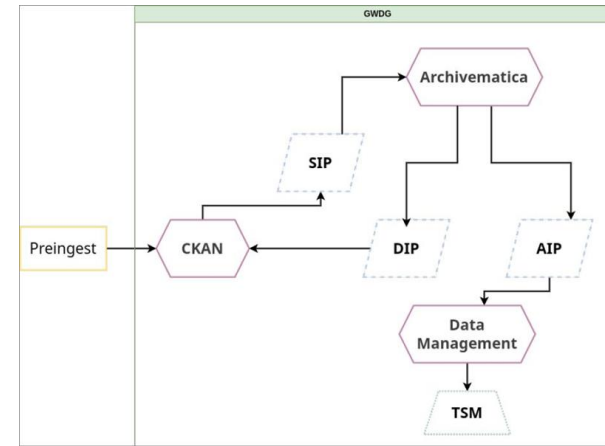 GWDG
Archivematica
SIP
Preingest
CKAN
DIP
AIP
Data
Management
TSM